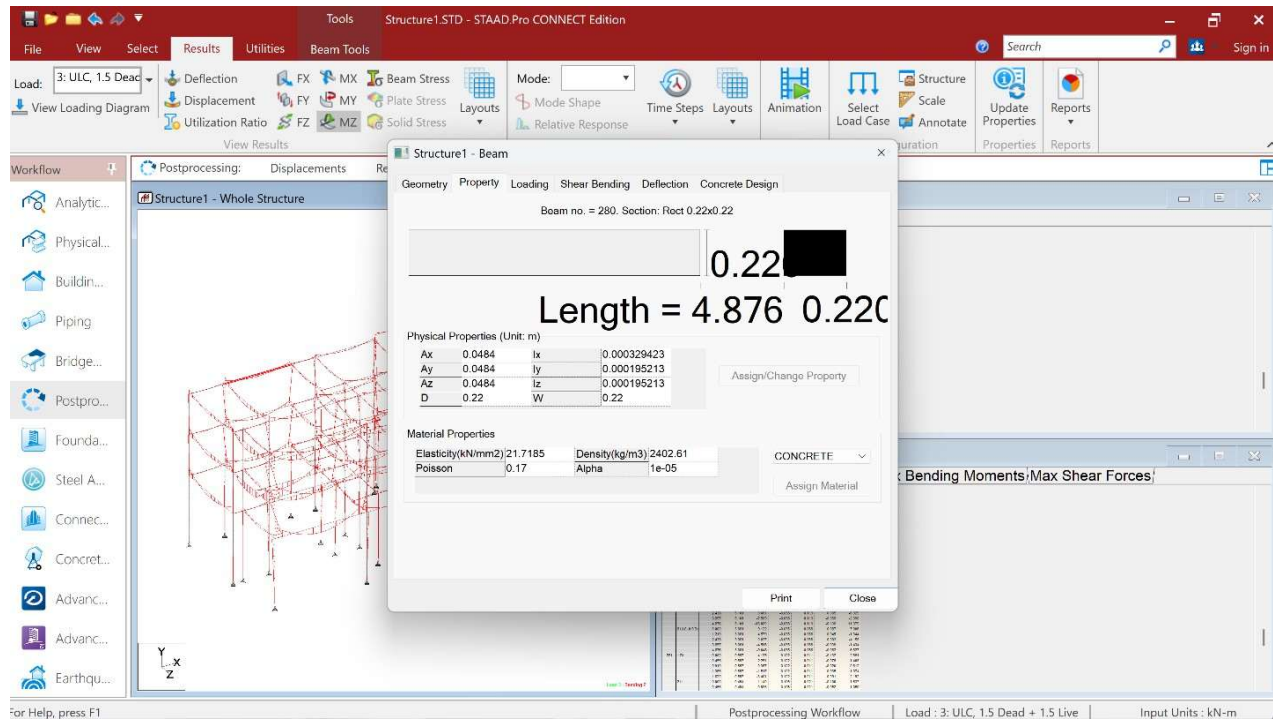 Tools Structure1.STD - STAAD.Pro CONNECT Edition
File View Select Results Utilities Beam Tools Search Sign in
Load: 3: ULC, 1.5 Dead
View Loading Diagram
Deflection FX MX Beam Stress
Displacement FY MY Plate Stress
Utilization Ratio FZ MZ Solid Stress
Layouts
View Results
Mode:
Mode Shape
Relative Response
Time Steps Layouts Animation
Select
Load Case
Structure
Scale
Annotate
Update
Properties
Reports
uration Properties Reports
Workflow
Postprocessing: Displacements Re
Structure1 - Whole Structure
Analytic...
Physical...
Buildin...
Piping
Bridge...
Postpro...
Founda...
Steel A...
Connec...
Concret...
Advanc...
Advanc...
Earthqu...
Structure1 - Beam
Geometry Property Loading Shear Bending Deflection Concrete Design
Beam no. = 280. Section: Rect 0.22x0.22
0.22
Length = 4.876 0.220
Physical Properties (Unit: m)
Ax 0.0484 Ix 0.000329423
Ay 0.0484 Iy 0.000195213
Az 0.0484 Iz 0.000195213
D 0.22 W 0.22
Assign/Change Property
Material Properties
Elasticity(kN/mm2) 21.7185 Density(kg/m3) 2402.61
Poisson 0.17 Alpha 1e-05
CONCRETE
Assign Material
Print Close
Bending Moments Max Shear Forces
Y
X
Z
For Help, press F1
Postprocessing Workflow Load : 3: ULC, 1.5 Dead + 1.5 Live Input Units : kN-m